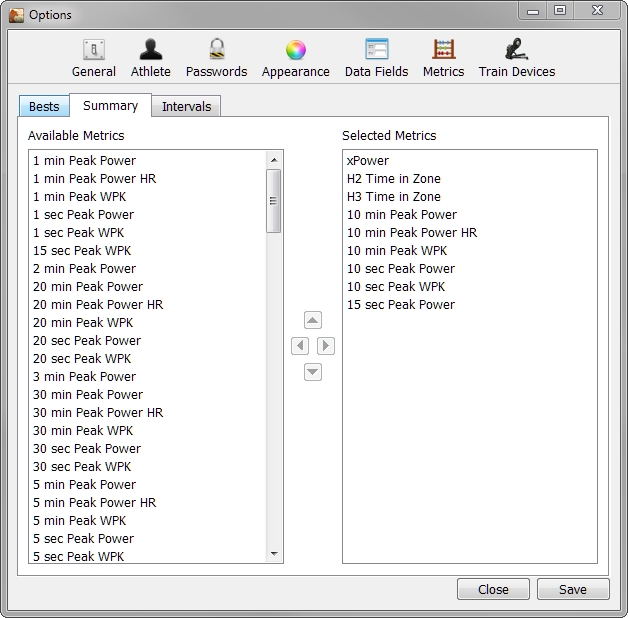 Options
General Athlete Passwords Appearance Data Fields Metrics Train Devices
Bests Summary Intervals
Available Metrics
1 min Peak Power
1 min Peak Power HR
1 min Peak WPK
1 sec Peak Power
1 sec Peak WPK
15 sec Peak WPK
2 min Peak Power
20 min Peak Power
20 min Peak Power HR
20 min Peak WPK
20 sec Peak Power
20 sec Peak WPK
3 min Peak Power
30 min Peak Power
30 min Peak Power HR
30 min Peak WPK
30 sec Peak Power
30 sec Peak WPK
5 min Peak Power
5 min Peak Power HR
5 min Peak WPK
5 sec Peak Power
5 sec Peak WPK
Selected Metrics
xPower
H2 Time in Zone
H3 Time in Zone
10 min Peak Power
10 min Peak Power HR
10 min Peak WPK
10 sec Peak Power
10 sec Peak WPK
15 sec Peak Power
Close Save